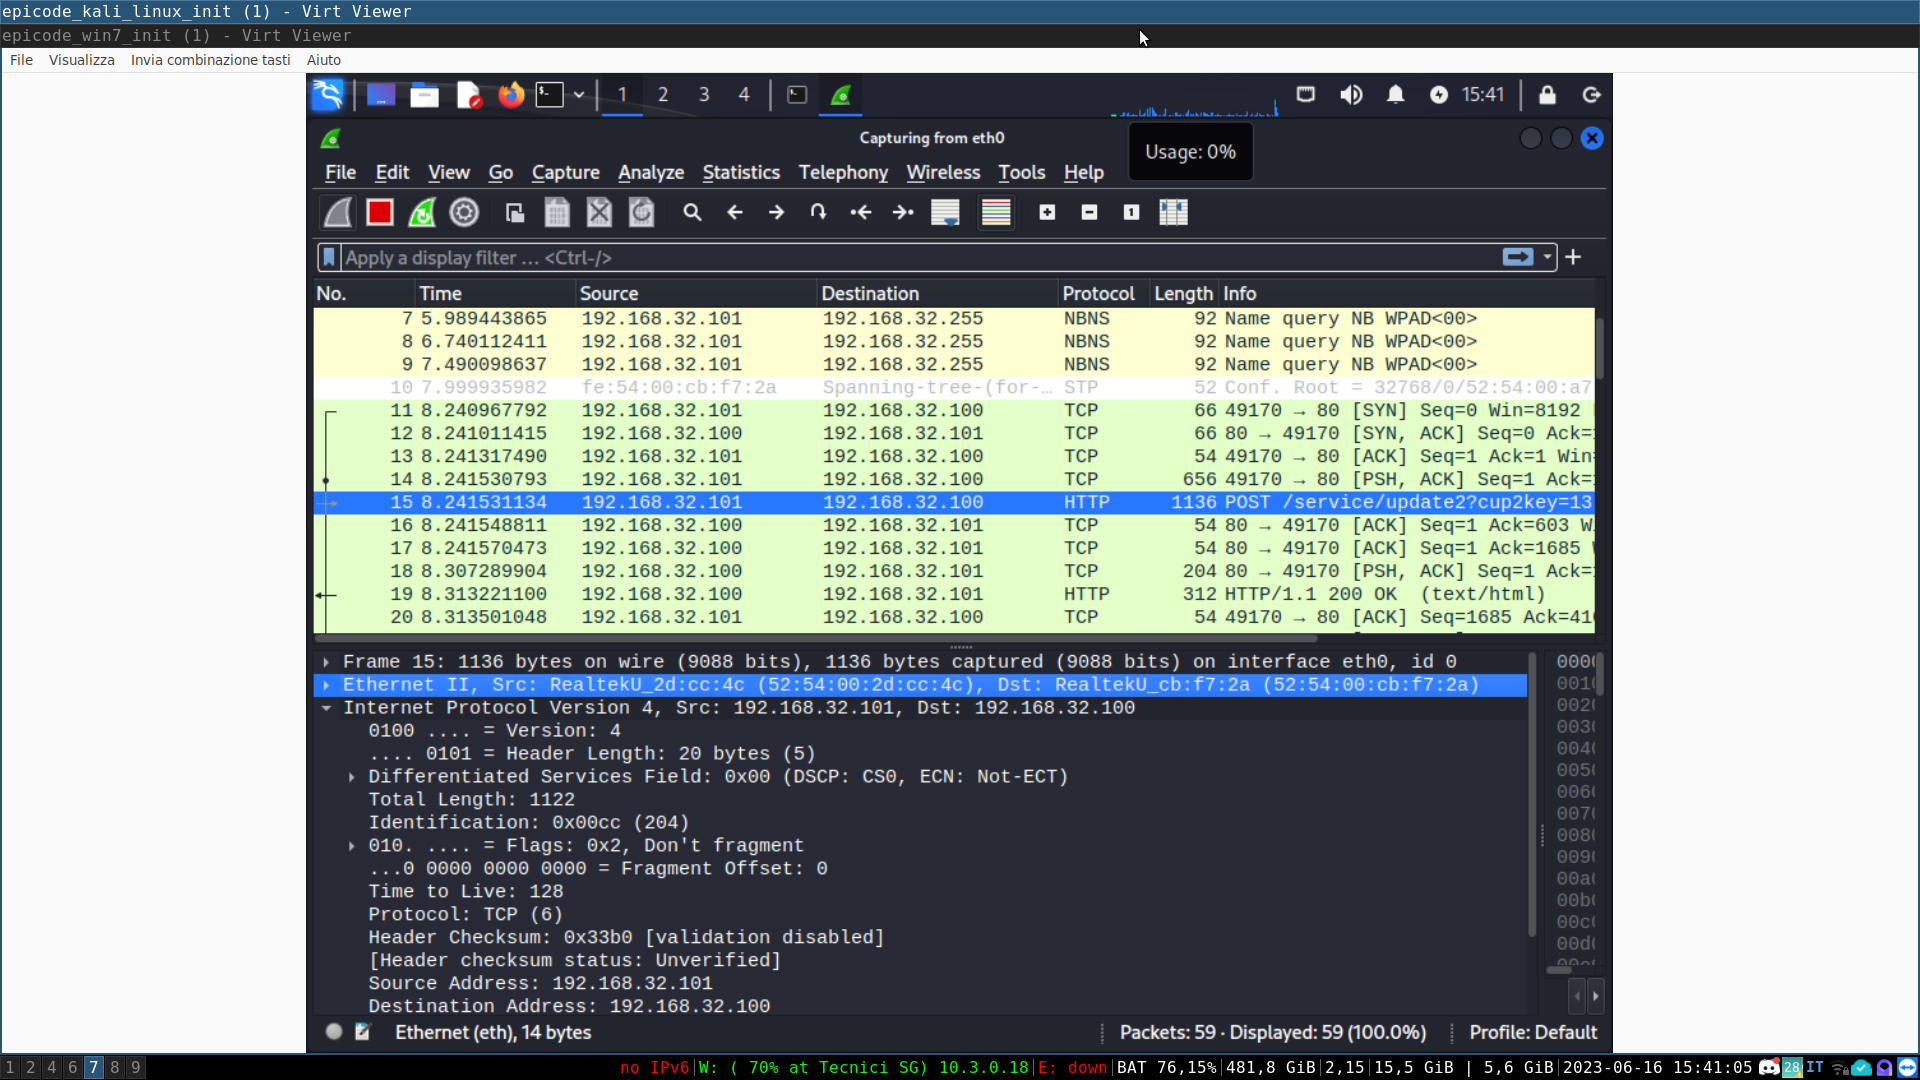 epicode_kali_linux_init (1) - Virt Viewer
epicode_win7_init (1) - Virt Viewer
File Visualizza Invia combinazione tasti Aiuto
1 2 3 4 15:41
Capturing from eth0
Usage: 0%
File Edit View Go Capture Analyze Statistics Telephony Wireless Tools Help
Apply a display filter ... <Ctrl-/>
No. Time Source Destination Protocol Length Info
7 5.989443865 192.168.32.101 192.168.32.255 NBNS 92 Name query NB WPAD<00>
8 6.740112411 192.168.32.101 192.168.32.255 NBNS 92 Name query NB WPAD<00>
9 7.490098637 192.168.32.101 192.168.32.255 NBNS 92 Name query NB WPAD<00>
10 7.999935982 fe:54:00:cb:f7:2a Spanning-tree-(for-… STP 52 Conf. Root = 32768/0/52:54:00:a7
11 8.240967792 192.168.32.101 192.168.32.100 TCP 66 49170 → 80 [SYN] Seq=0 Win=8192
12 8.241011415 192.168.32.100 192.168.32.101 TCP 66 80 → 49170 [SYN, ACK] Seq=0 Ack=
13 8.241317490 192.168.32.101 192.168.32.100 TCP 54 49170 → 80 [ACK] Seq=1 Ack=1 Win
14 8.241530793 192.168.32.101 192.168.32.100 TCP 656 49170 → 80 [PSH, ACK] Seq=1 Ack=
15 8.241531134 192.168.32.101 192.168.32.100 HTTP 1136 POST /service/update2?cup2key=13
16 8.241548811 192.168.32.100 192.168.32.101 TCP 54 80 → 49170 [ACK] Seq=1 Ack=603 W
17 8.241570473 192.168.32.100 192.168.32.101 TCP 54 80 → 49170 [ACK] Seq=1 Ack=1685
18 8.307289904 192.168.32.100 192.168.32.101 TCP 204 80 → 49170 [PSH, ACK] Seq=1 Ack=
19 8.313221100 192.168.32.100 192.168.32.101 HTTP 312 HTTP/1.1 200 OK (text/html)
20 8.313501048 192.168.32.101 192.168.32.100 TCP 54 49170 → 80 [ACK] Seq=1685 Ack=41
Frame 15: 1136 bytes on wire (9088 bits), 1136 bytes captured (9088 bits) on interface eth0, id 0
Ethernet II, Src: RealtekU_2d:cc:4c (52:54:00:2d:cc:4c), Dst: RealtekU_cb:f7:2a (52:54:00:cb:f7:2a)
Internet Protocol Version 4, Src: 192.168.32.101, Dst: 192.168.32.100
0100 .... = Version: 4
.... 0101 = Header Length: 20 bytes (5)
Differentiated Services Field: 0x00 (DSCP: CS0, ECN: Not-ECT)
Total Length: 1122
Identification: 0x00cc (204)
010. .... = Flags: 0x2, Don't fragment
...0 0000 0000 0000 = Fragment Offset: 0
Time to Live: 128
Protocol: TCP (6)
Header Checksum: 0x33b0 [validation disabled]
[Header checksum status: Unverified]
Source Address: 192.168.32.101
Destination Address: 192.168.32.100
000
001
002
003
004
005
006
007
008
009
00a
00b
00c
00d
Ethernet (eth), 14 bytes Packets: 59 · Displayed: 59 (100.0%) Profile: Default
1 2 4 6 7 8 9 no IPv6|W: ( 70% at Tecnici SG) 10.3.0.18|E: down|BAT 76,15%|481,8 GiB|2,15|15,5 GiB | 5,6 GiB|2023-06-16 15:41:05 28 IT